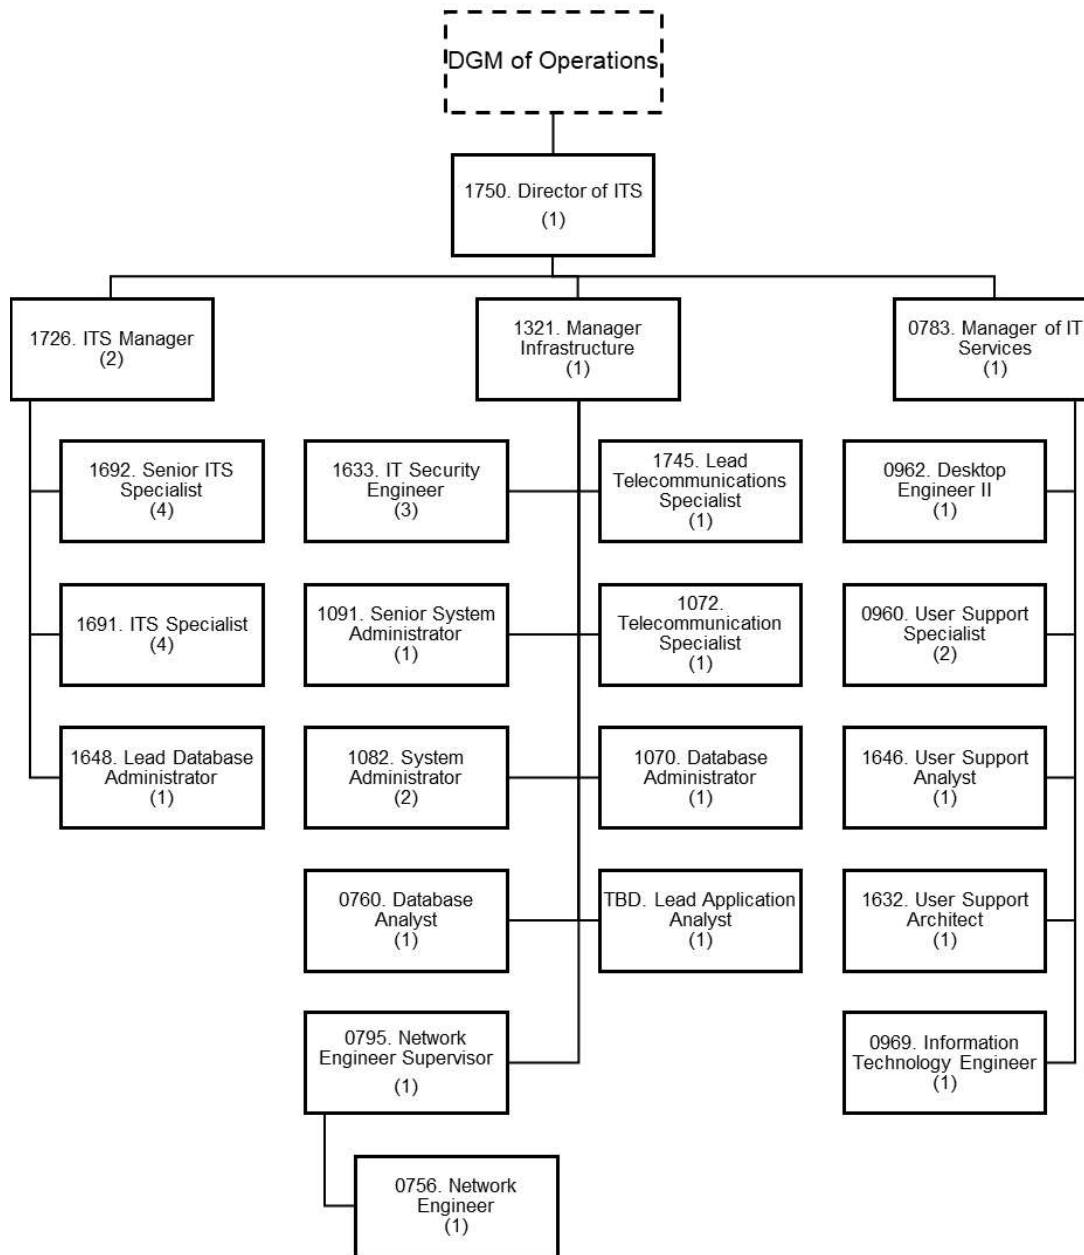 DGM of Operations
1750. Director of ITS
(1)
1726. ITS Manager
(2)
1321. Manager
Infrastructure
(1)
0783. Manager of IT
Services
(1)
1692. Senior ITS
Specialist
(4)
1633. IT Security
Engineer
(3)
1745. Lead
Telecommunications
Specialist
(1)
0962. Desktop
Engineer II
(1)
1691. ITS Specialist
(4)
1091. Senior System
Administrator
(1)
1072.
Telecommunication
Specialist
(1)
0960. User Support
Specialist
(2)
1648. Lead Database
Administrator
(1)
1082. System
Administrator
(2)
1070. Database
Administrator
(1)
1646. User Support
Analyst
(1)
0760. Database
Analyst
(1)
TBD. Lead Application
Analyst
(1)
1632. User Support
Architect
(1)
0795. Network
Engineer Supervisor
(1)
0969. Information
Technology Engineer
(1)
0756. Network
Engineer
(1)